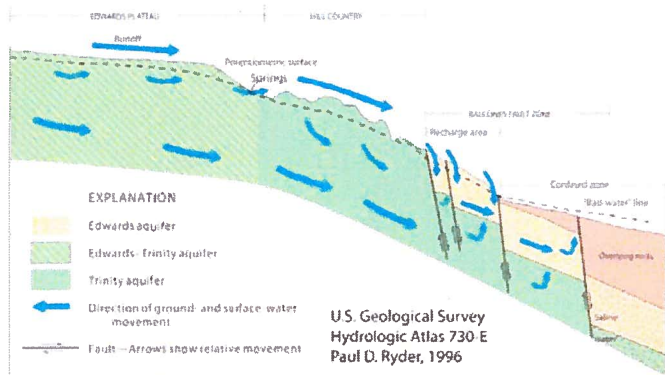 EDWARDS PLATEAU
HILL COUNTRY
Runoff
Potentiometric surface
Springs
BALCONES FAULT ZONE
Recharge area
Confined zone
"Bad-water" line
EXPLANATION
Edwards aquifer
Edwards-Trinity aquifer
Trinity aquifer
Direction of ground- and surface-water
movement
Fault—Arrows show relative movement
Overlying rocks
Saline
water
U.S. Geological Survey
Hydrologic Atlas 730-E
Paul D. Ryder, 1996